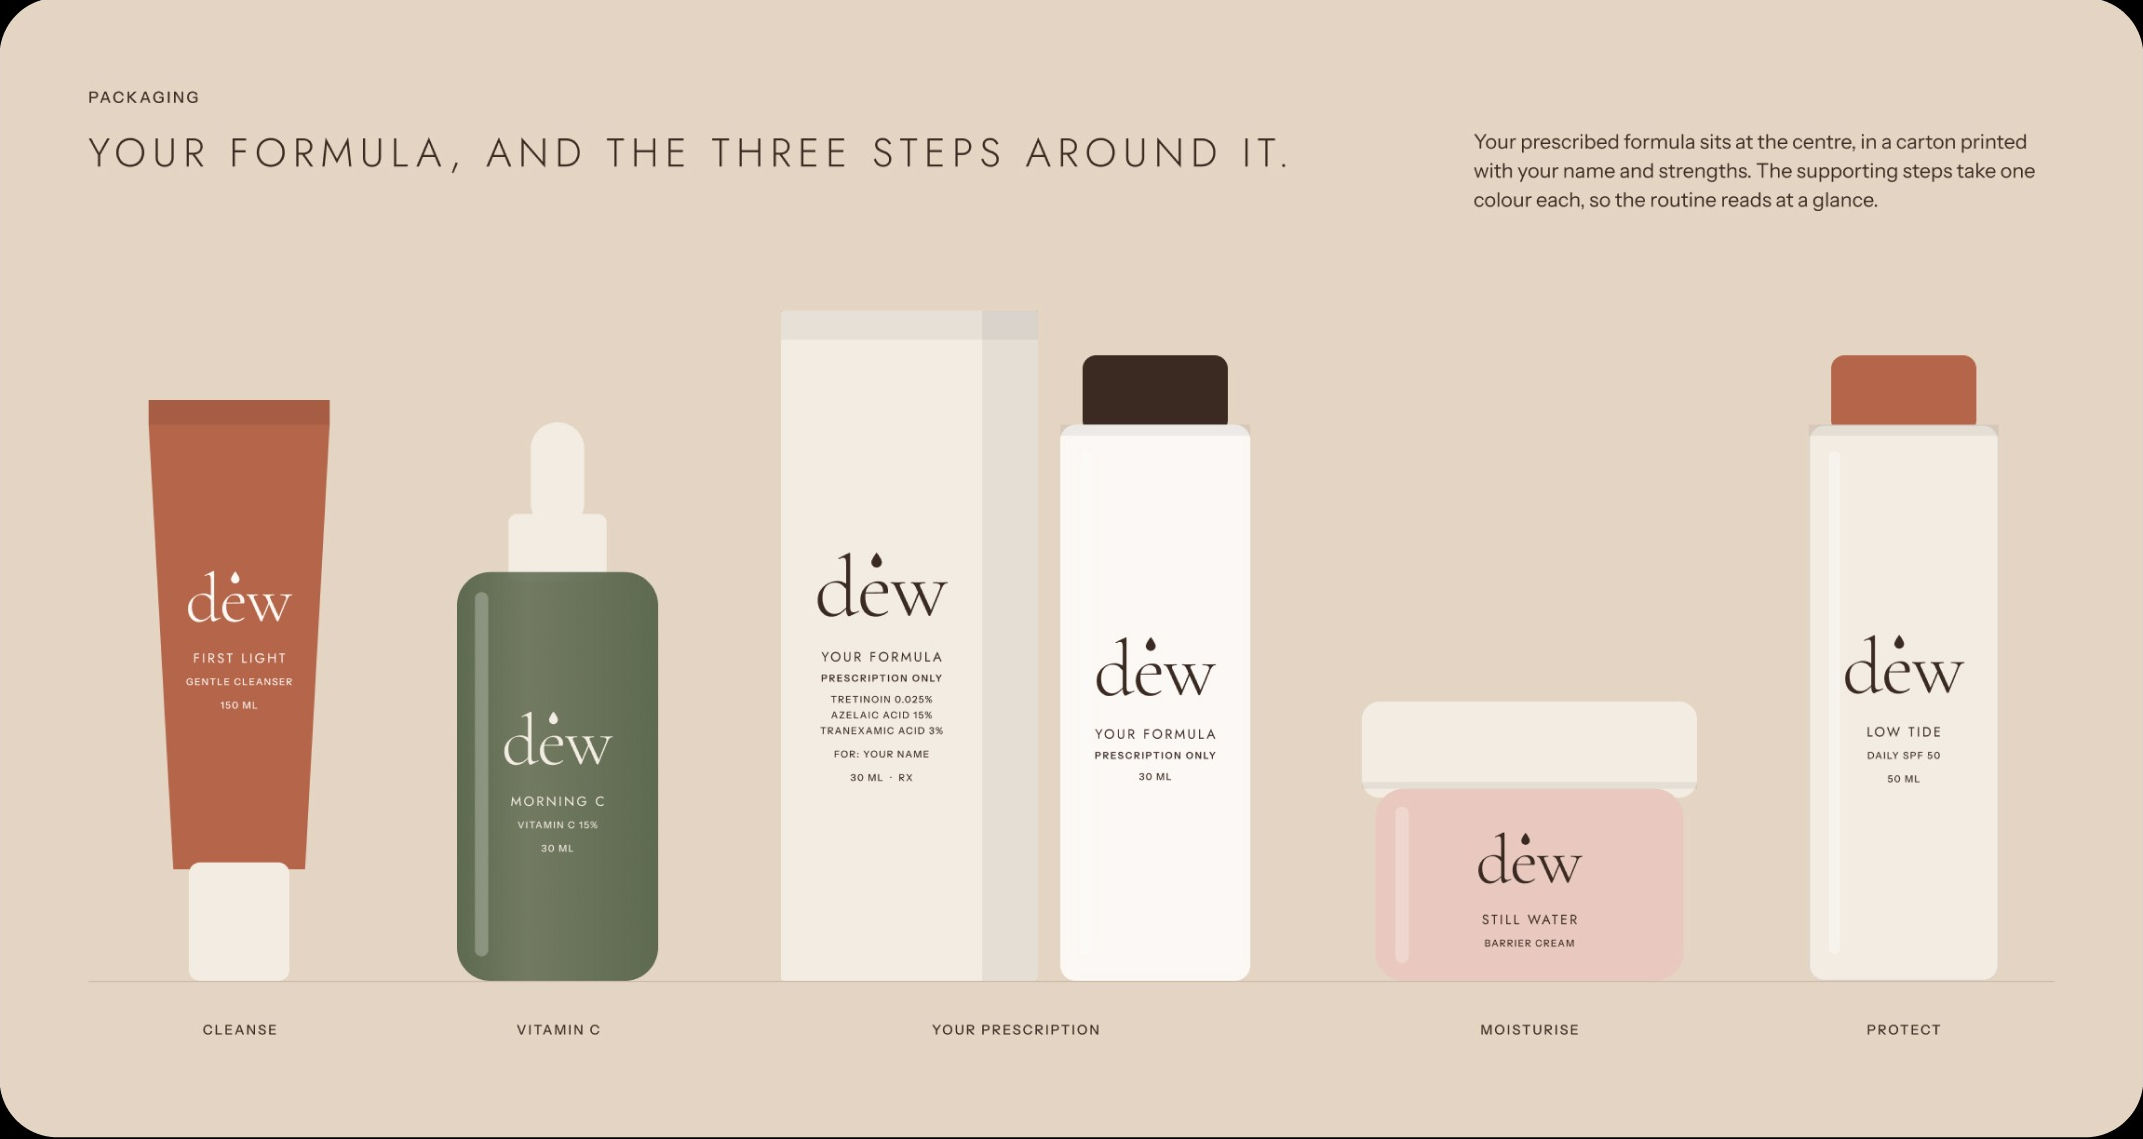 PACKAGING
YOUR FORMULA, AND THE THREE STEPS AROUND IT.
Your prescribed formula sits at the centre, in a carton printed
with your name and strengths. The supporting steps take one
colour each, so the routine reads at a glance.
dew
FIRST LIGHT
GENTLE CLEANSER
150 ML
dew
MORNING C
VITAMIN C 15%
30 ML
dew
YOUR FORMULA
PRESCRIPTION ONLY
TRETINOIN 0.025%
AZELAIC ACID 15%
TRANEXAMIC ACID 3%
FOR: YOUR NAME
30 ML · RX
dew
YOUR FORMULA
PRESCRIPTION ONLY
30 ML
dew
STILL WATER
BARRIER CREAM
dew
LOW TIDE
DAILY SPF 50
50 ML
CLEANSE
VITAMIN C
YOUR PRESCRIPTION
MOISTURISE
PROTECT